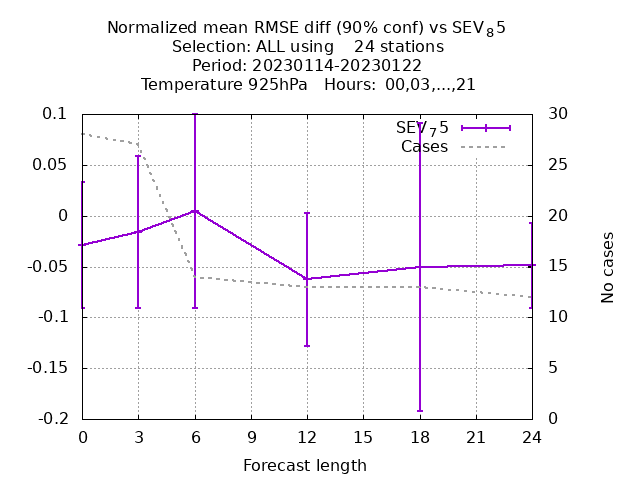 Normalized mean RMSE diff (90% conf) vs SEV₈5
Selection: ALL using    24 stations
Period: 20230114-20230122
Temperature 925hPa   Hours: 00,03,...,21
SEV₇5
Cases
0.1
0.05
0
-0.05
-0.1
-0.15
-0.2
30
25
20
15
10
5
0
No cases
0 3 6 9 12 15 18 21 24
Forecast length